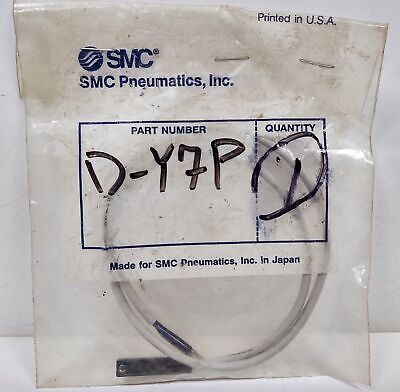 Printed in U.S.A.
SMC®
SMC Pneumatics, Inc.
PART NUMBER QUANTITY
D-Y7P 1
Made for SMC Pneumatics, Inc. in Japan